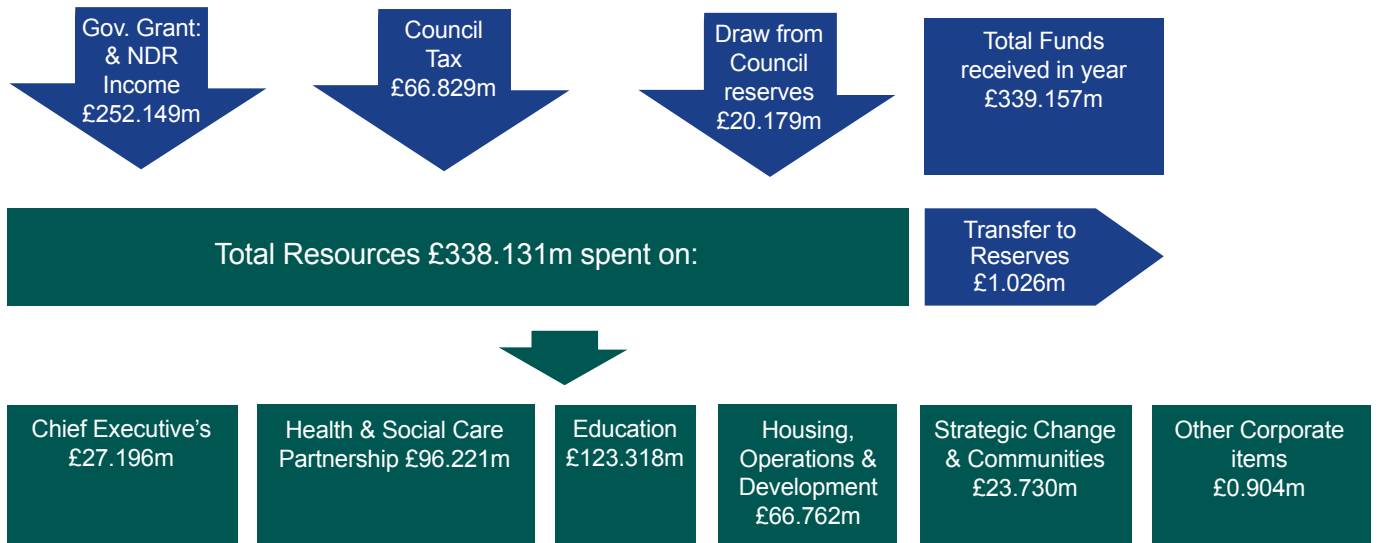 Gov. Grant:
& NDR
Income
£252.149m
Council
Tax
£66.829m
Draw from
Council
reserves
£20.179m
Total Funds
received in year
£339.157m
Total Resources £338.131m spent on:
Transfer to
Reserves
£1.026m
Chief Executive’s
£27.196m
Health & Social Care
Partnership £96.221m
Education
£123.318m
Housing,
Operations &
Development
£66.762m
Strategic Change
& Communities
£23.730m
Other Corporate
items
£0.904m